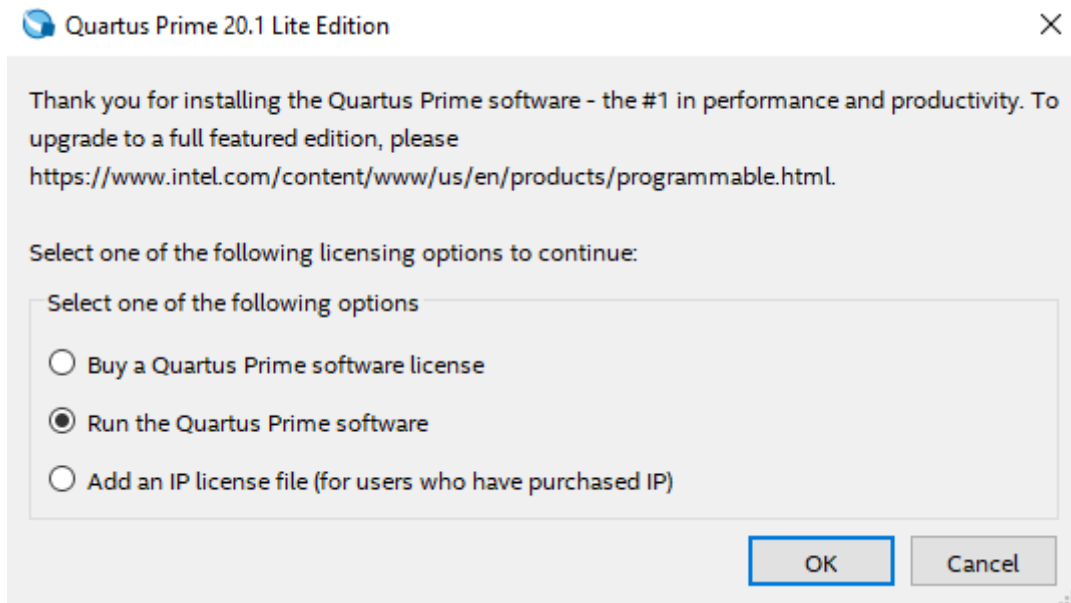 Quartus Prime 20.1 Lite Edition
Thank you for installing the Quartus Prime software - the #1 in performance and productivity. To
upgrade to a full featured edition, please
https://www.intel.com/content/www/us/en/products/programmable.html.
Select one of the following licensing options to continue:
Select one of the following options
Buy a Quartus Prime software license
Run the Quartus Prime software
Add an IP license file (for users who have purchased IP)
OK
Cancel